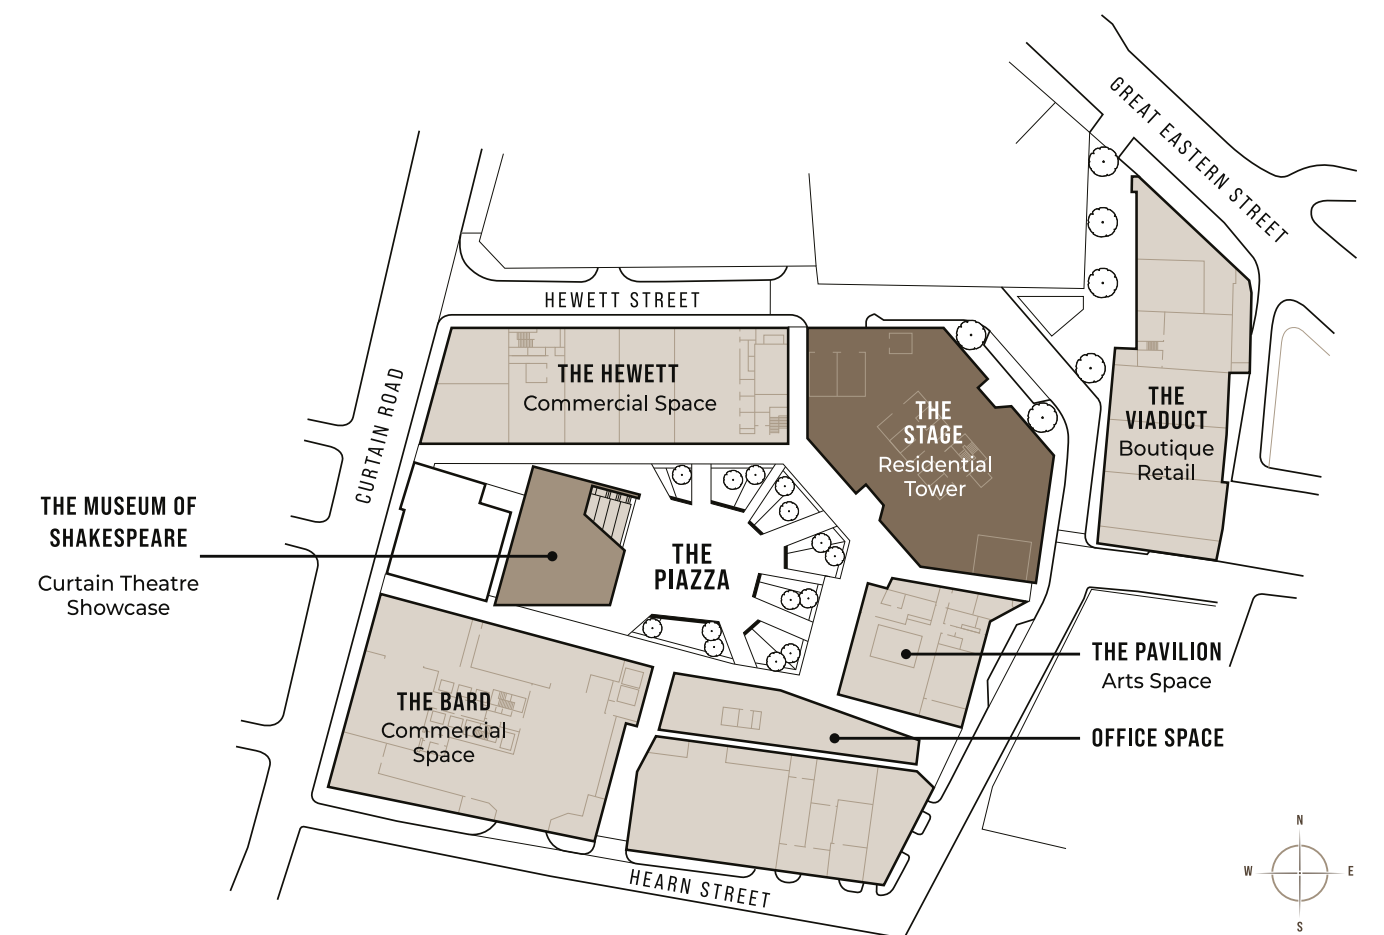 GREAT EASTERN STREET
HEWETT STREET
CURTAIN ROAD
THE HEWETT
Commercial Space
THE
STAGE
Residential
Tower
THE
VIADUCT
Boutique
Retail
THE MUSEUM OF
SHAKESPEARE
Curtain Theatre
Showcase
THE
PIAZZA
THE PAVILION
Arts Space
THE BARD
Commercial
Space
OFFICE SPACE
HEARN STREET
N
W
E
S